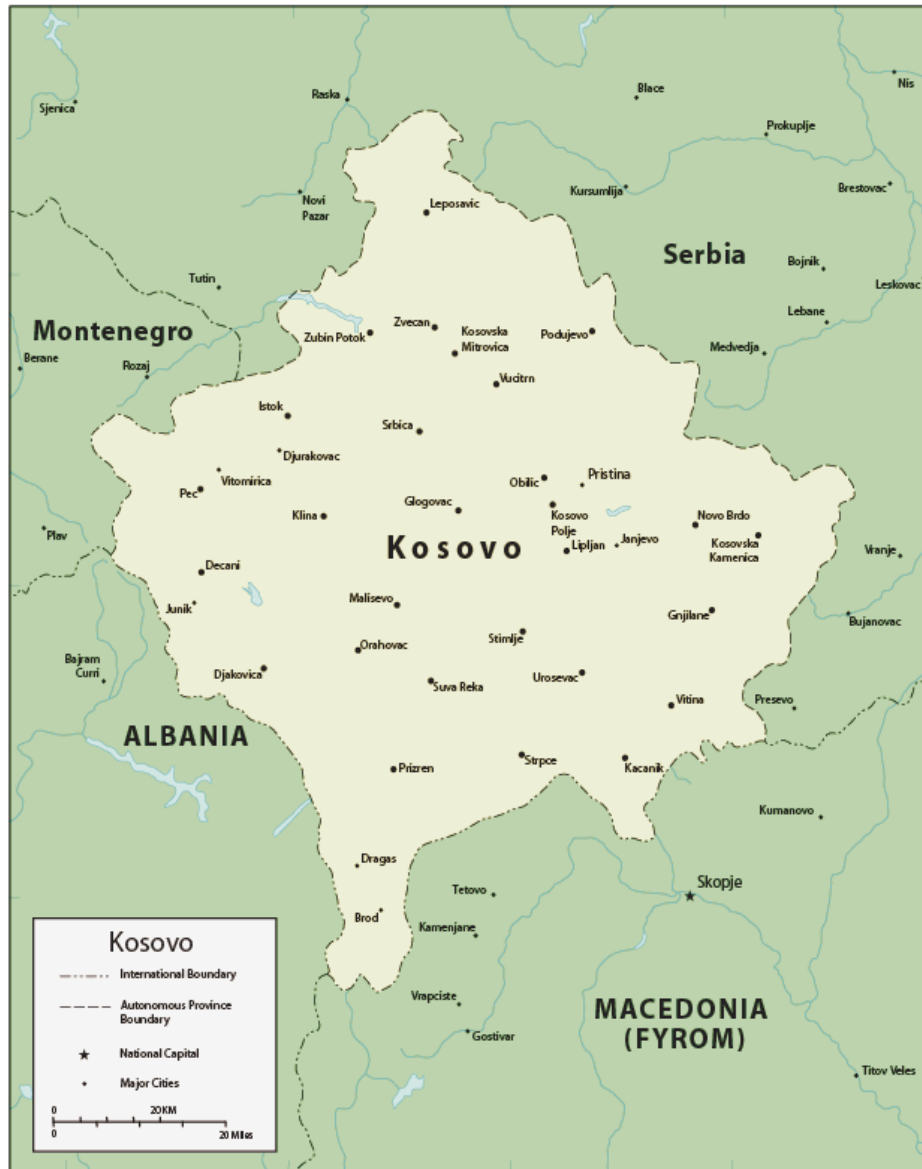 Nis
Blace
Raska
Sjenica
Prokuplje
Kursumlija
Brestovac
Novi
Pazar
Leposavic
Serbia
Bojnik
Tutin
Leskovac
Lebane
Montenegro
Zvecan
Kosovska
Mitrovica
Zubin Potok
Podujevo
Medvedja
Berane
Rozaj
Vucitrn
Istok
Srbica
Djurakovac
Vitomirica
Pec
Obilic
Pristina
Glogovac
Klina
Kosovo
Polje
Novo Brdo
Plav
Kosovo
Lipljan
Janjevo
Kosovska
Kamenica
Vranje
Decani
Malisevo
Junik
Gnjilane
Bujanovac
Stimlje
Orahovac
Bajram
Curri
Djakovica
Suva Reka
Urosevac
Vitina
Presevo
ALBANIA
Strpce
Prizren
Kacanik
Kumanovo
Dragas
Skopje
Tetovo
Brod
Kamenjane
Vrapciste
MACEDONIA
(FYROM)
Gostivar
Titov Veles
Kosovo
International Boundary
Autonomous Province
Boundary
National Capital
Major Cities
0
20 KM
0
20 Miles